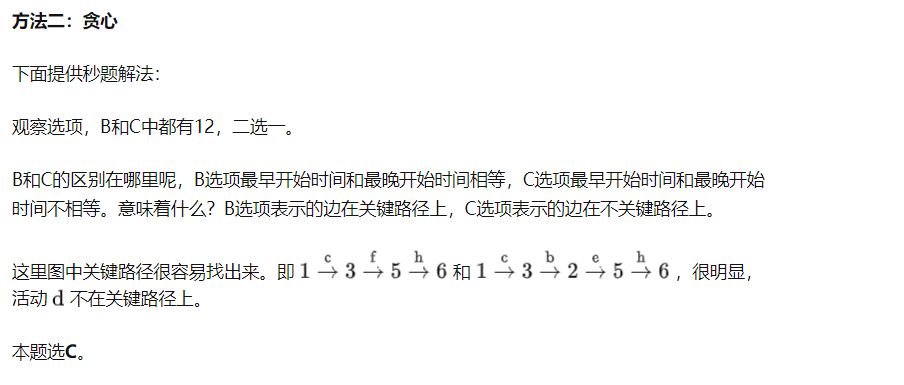 方法二：贪心
下面提供秒题解法：
观察选项，B和C中都有12，二选一。
B和C的区别在哪里呢，B选项最早开始时间和最晚开始时间相等，C选项最早开始时间和最晚开始
时间不相等。意味着什么？B选项表示的边在关键路径上，C选项表示的边在不关键路径上。
这里图中关键路径很容易找出来。即 1 \xrightarrow{c} 3 \xrightarrow{f} 5 \xrightarrow{h} 6 和 1 \xrightarrow{c} 3 \xrightarrow{b} 2 \xrightarrow{e} 5 \xrightarrow{h} 6 ，很明显，
活动 d 不在关键路径上。
本题选C。